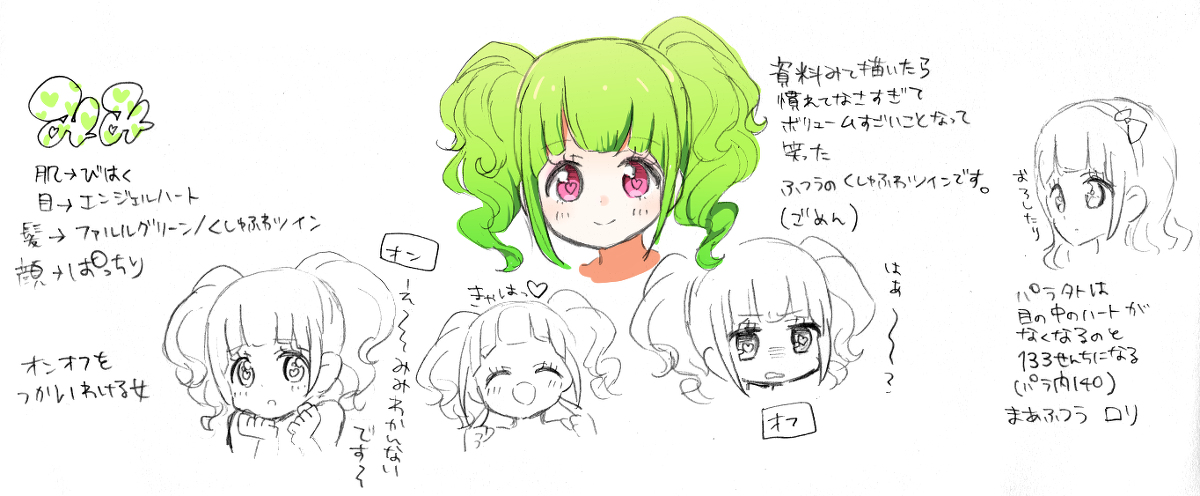 みみ
肌→びはく
目→エンジェルハート
髪→ファルルグリーン/くしゅふわツイン
顔→ぱっちり
オンオフを
つかいわける女
オン
えー〜〜〜みみわかんない
です〜
きゃはっ♡
資料みて描いたら
慣れてなさすぎて
ボリュームすごいことなって
笑った
ふつうのくしゅふわツインです。
(ごめん)
はぁ〜〜〜?
オフ
おろしたり
パラ外は
目の中のハートが
なくなるのと
133せんちになる
(パラ内140)
まあふつう ロリ